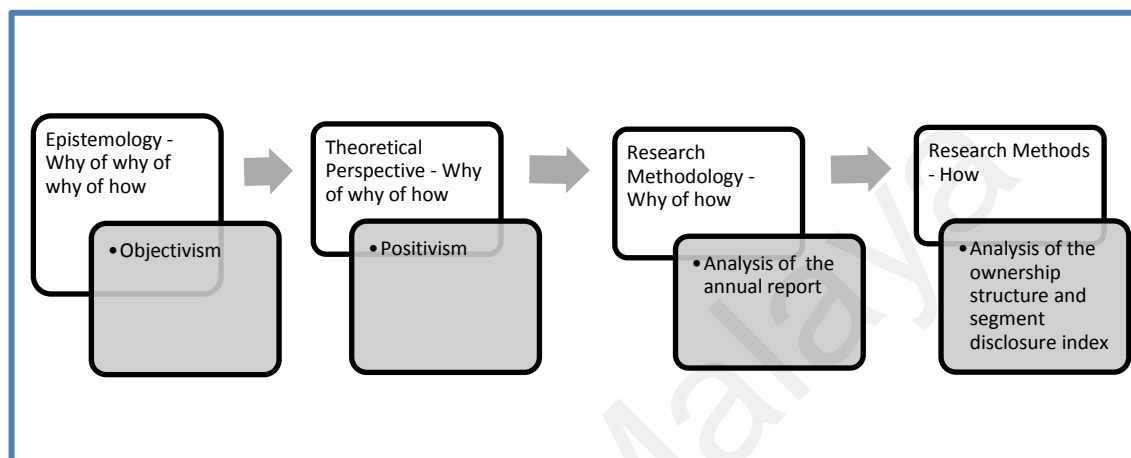 Epistemology -
Why of why of
why of how
• Objectivism
Theoretical
Perspective - Why
of why of how
• Positivism
Research
Methodology -
Why of how
• Analysis of the
annual report
Research Methods
- How
• Analysis of the
ownership
structure and
segment
disclosure index
Malaya